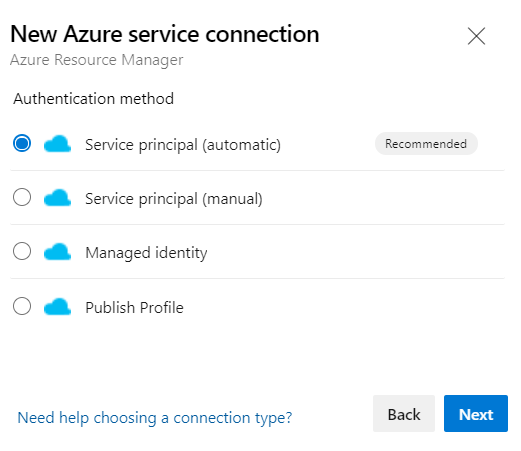 New Azure service connection
Azure Resource Manager
Authentication method
Service principal (automatic) Recommended
Service principal (manual)
Managed identity
Publish Profile
Need help choosing a connection type? Back Next